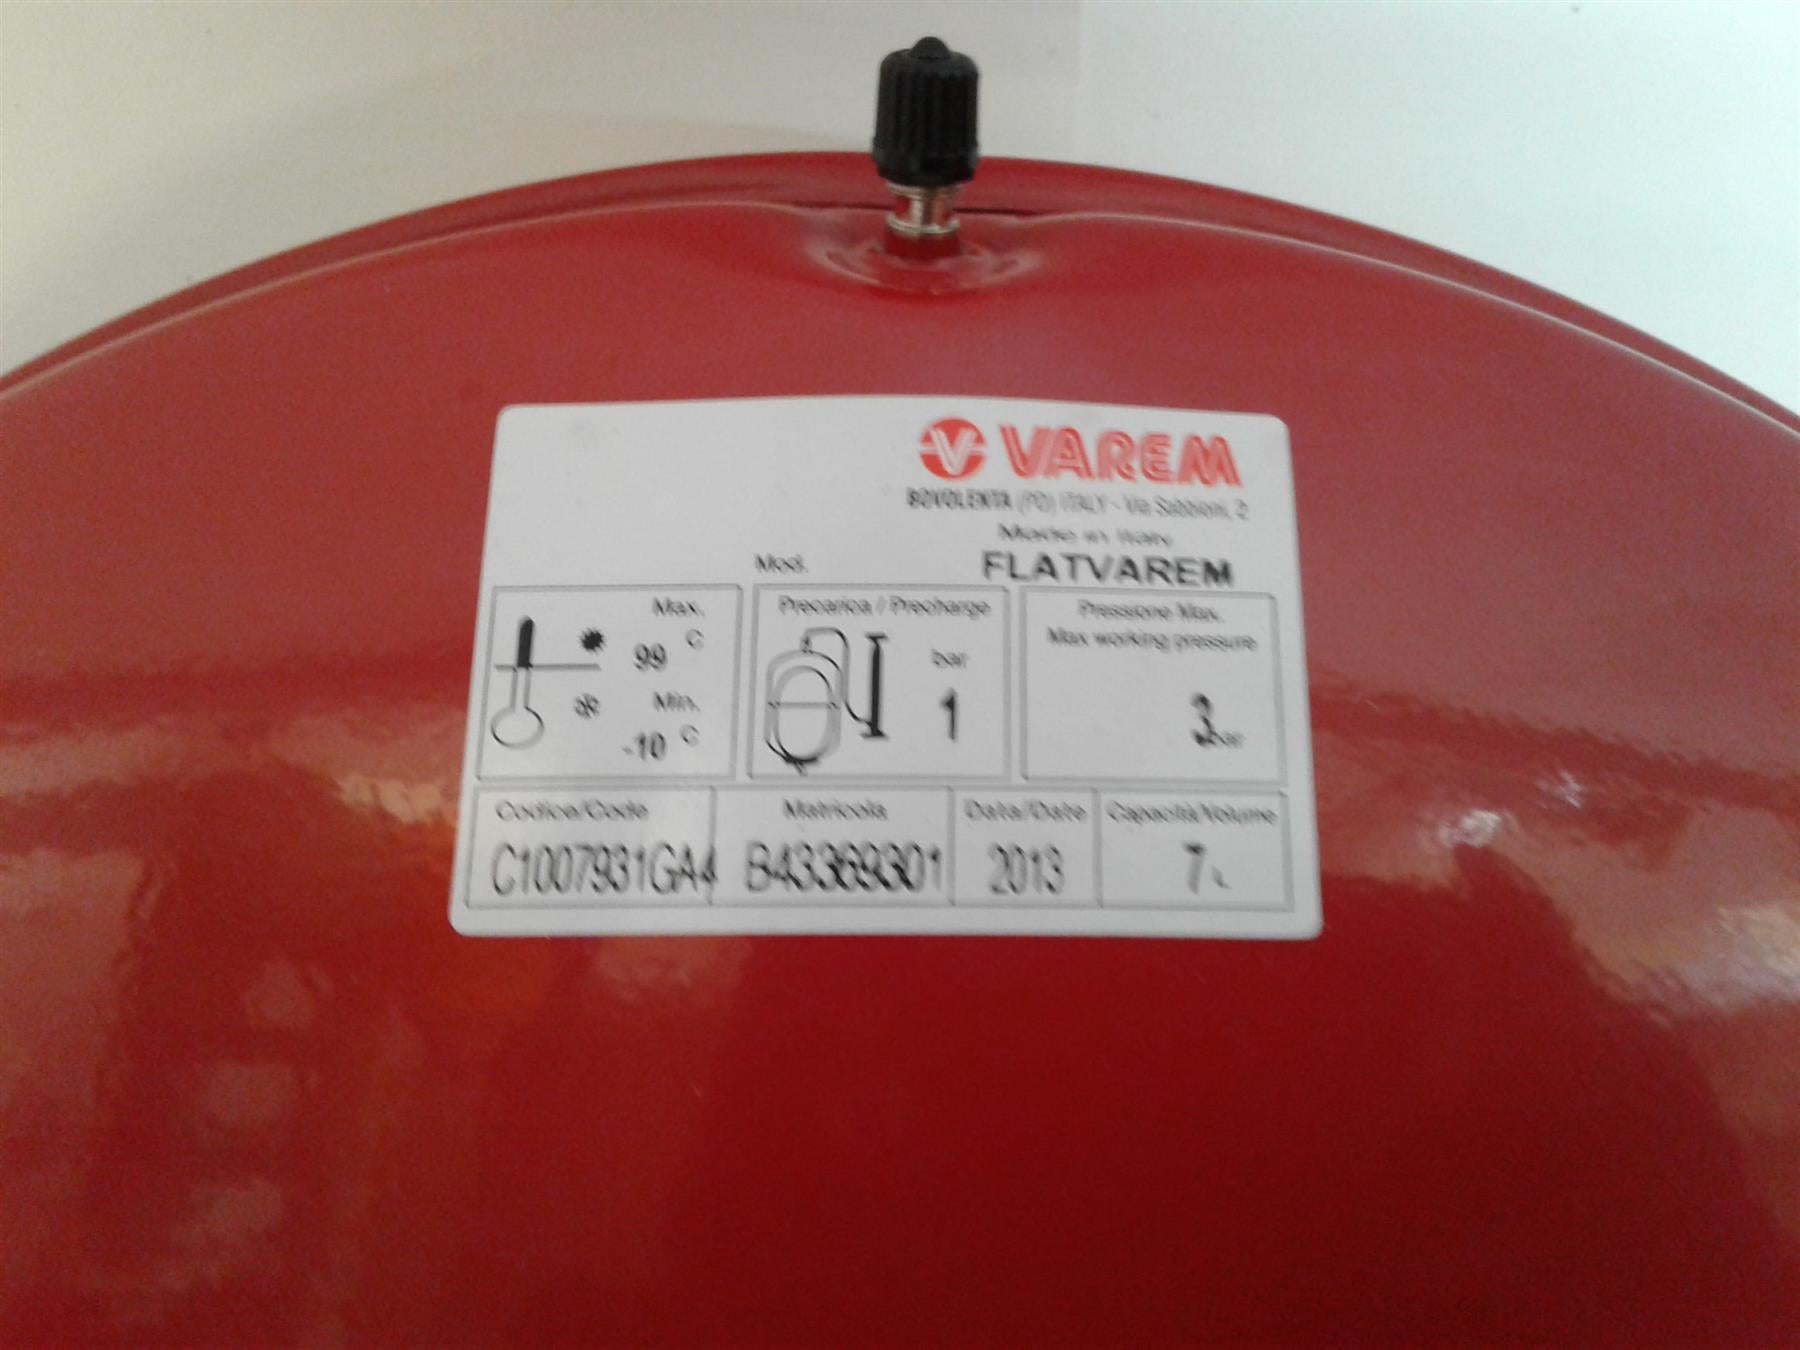 VAREM
BOVOLENTA (PD) ITALY - Via Sabbioni, 2
Made in Italy
Mod. FLATVAREM
Max.
99 °C
Min.
-10 °C
Precarica / Precharge
bar
1
Pressione Max.
Max working pressure
3 bar
Codice/Code
C1007931GA4
Matricola
B43369301
Data/Date
2013
Capacità/Volume
7 L